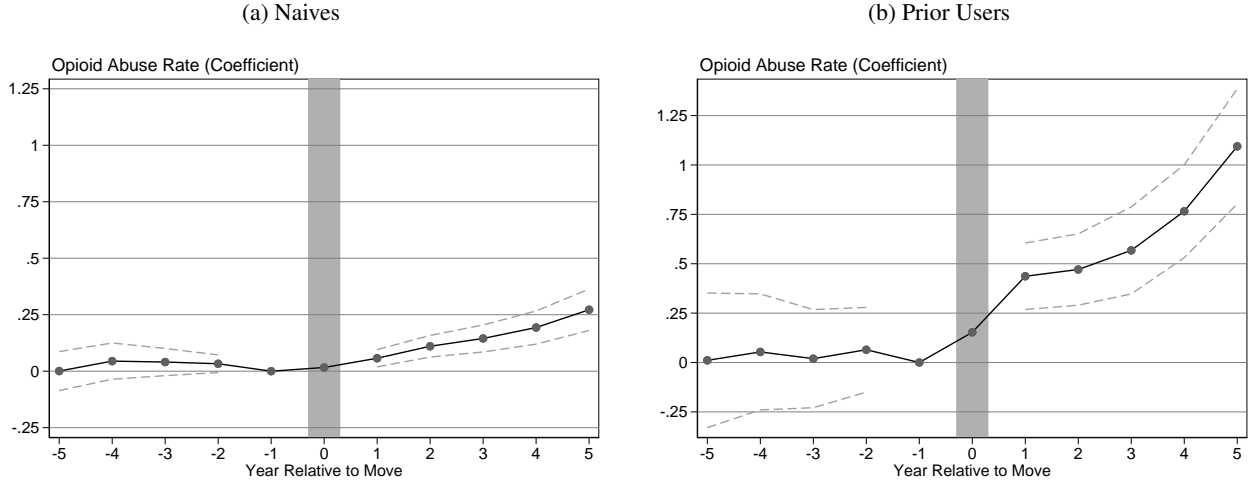 (a) Naives
Opioid Abuse Rate (Coefficient)
1.25
1
.75
.5
.25
0
-.25
-5 -4 -3 -2 -1 0 1 2 3 4 5
Year Relative to Move
(b) Prior Users
Opioid Abuse Rate (Coefficient)
1.25
1
.75
.5
.25
0
-.25
-5 -4 -3 -2 -1 0 1 2 3 4 5
Year Relative to Move